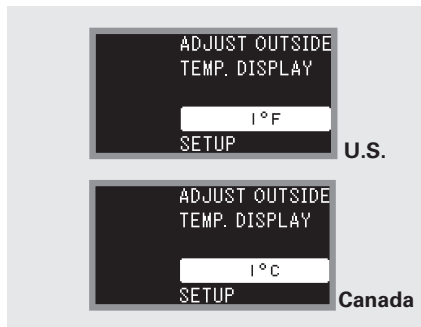 ADJUST OUTSIDE
TEMP. DISPLAY
1°F
SETUP
U.S.
ADJUST OUTSIDE
TEMP. DISPLAY
1°C
SETUP
Canada